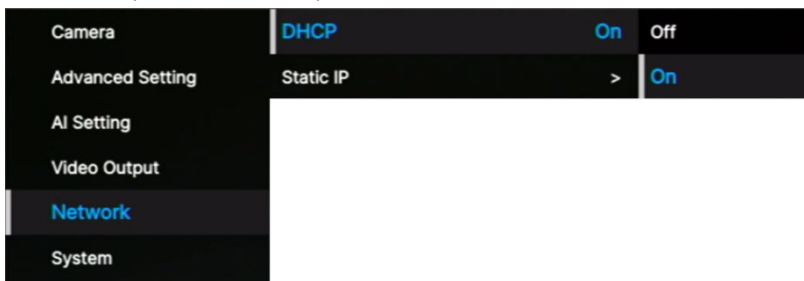 Camera
DHCP On Off
Advanced Setting Static IP > On
AI Setting
Video Output
Network
System